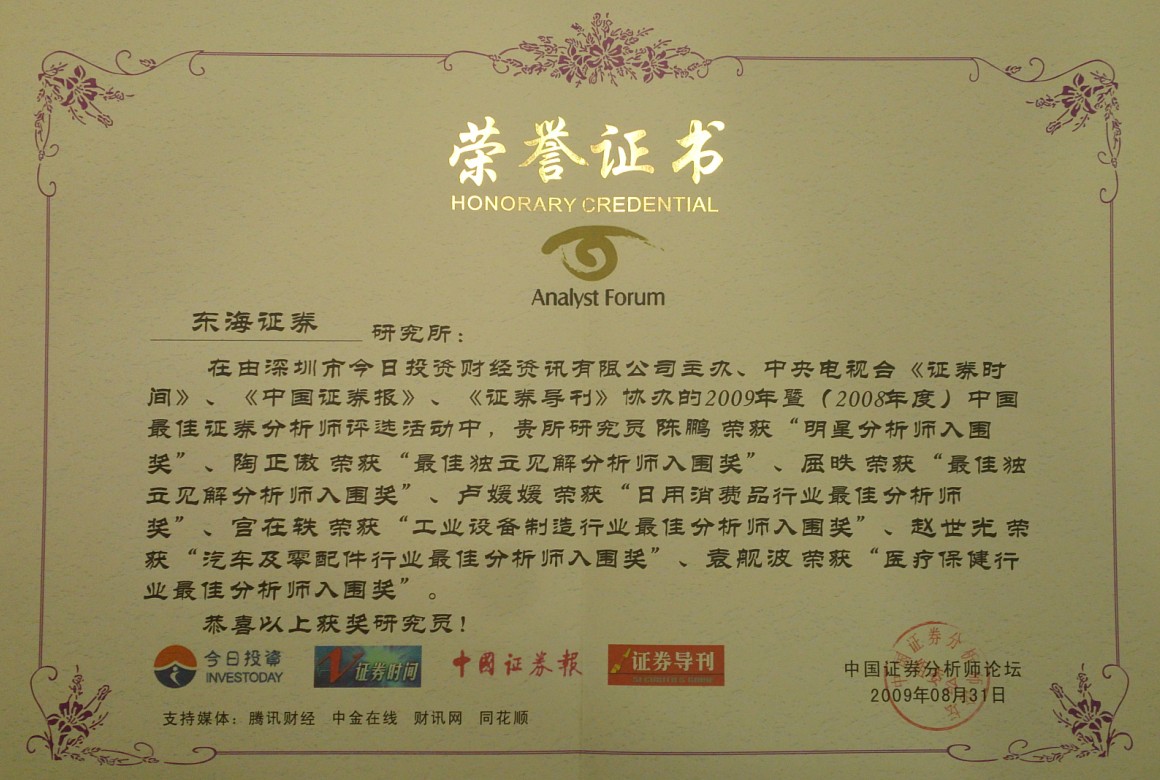 荣誉证书
HONORARY CREDENTIAL
Analyst Forum
东海证券 研究所：
在由深圳市今日投资财经资讯有限公司主办、中央电视台《证券时
间》、《中国证券报》、《证券导刊》协办的2009年暨（2008年度）中国
最佳证券分析师评选活动中，贵所研究员 陈鹏 荣获“明星分析师入围
奖”、陶正傲 荣获“最佳独立见解分析师入围奖”、屈昳 荣获“最佳独
立见解分析师入围奖”、卢媛媛 荣获“日用消费品行业最佳分析师
奖”、宫在轶 荣获“工业设备制造行业最佳分析师入围奖”、赵世光 荣
获“汽车及零配件行业最佳分析师入围奖”、袁舰波 荣获“医疗保健行
业最佳分析师入围奖”。
恭喜以上获奖研究员！
今日投資
INVESTODAY
证券时间
中國证券报
证券导刊
中国证券分析师论坛
2009年08月31日
支持媒体：腾讯财经 中金在线 财讯网 同花顺